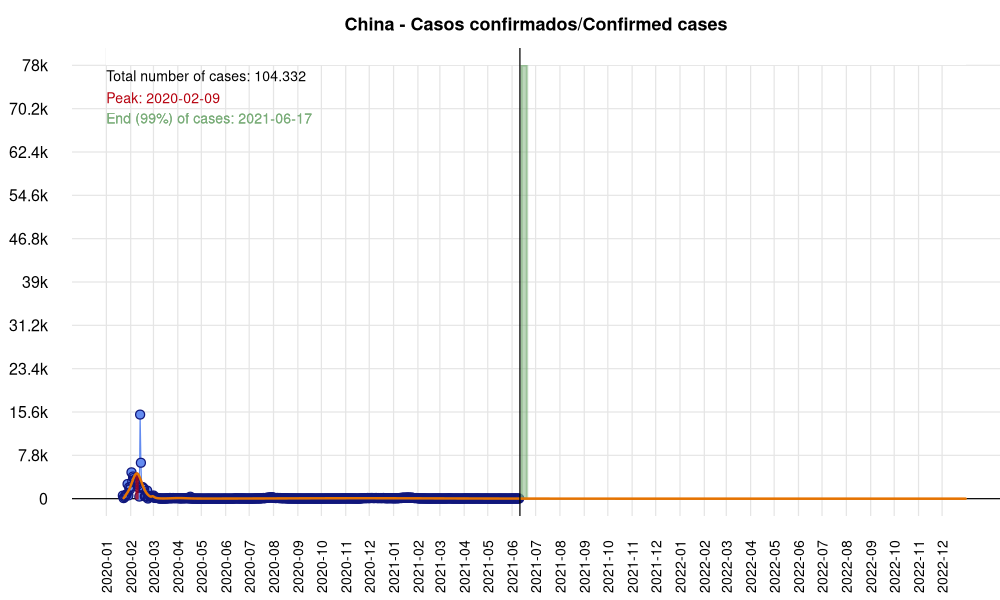 China - Casos confirmados/Confirmed cases
78k
Total number of cases: 104.332
Peak: 2020-02-09
70.2k
End (99%) of cases: 2021-06-17
62.4k
54.6k
46.8k
39k
31.2k
23.4k
15.6k
7.8k
0
2020-01
2020-02
2020-03
2020-04
2020-05
2020-06
2020-07
2020-08
2020-09
2020-10
2020-11
2020-12
2021-01
2021-02
2021-03
2021-04
2021-05
2021-06
2021-07
2021-08
2021-09
2021-10
2021-11
2021-12
2022-01
2022-02
2022-03
2022-04
2022-05
2022-06
2022-07
2022-08
2022-09
2022-10
2022-11
2022-12